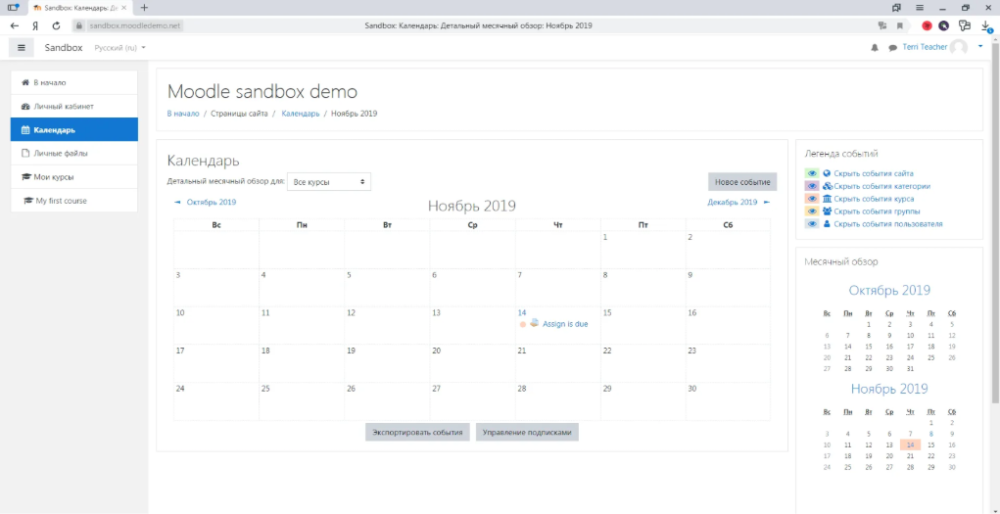 Sandbox: Календарь: Де
sandbox.moodledemo.net
Sandbox: Календарь: Детальный месячный обзор: Ноябрь 2019
Sandbox
Русский (ru)
Terri Teacher
В начало
Личный кабинет
Календарь
Личные файлы
Мои курсы
My first course
Moodle sandbox demo
В начало / Страницы сайта / Календарь / Ноябрь 2019
Календарь
Детальный месячный обзор для: Все курсы
Новое событие
Октябрь 2019
Ноябрь 2019
Декабрь 2019
Вс Пн Вт Ср Чт Пт Сб
1 2
3 4 5 6 7 8 9
10 11 12 13 14 15 16
Assign is due
17 18 19 20 21 22 23
24 25 26 27 28 29 30
Экспортировать события
Управление подписками
Легенда событий
Скрыть события сайта
Скрыть события категории
Скрыть события курса
Скрыть события группы
Скрыть события пользователя
Месячный обзор
Октябрь 2019
Вс Пн Вт Ср Чт Пт Сб
1 2 3 4 5
6 7 8 9 10 11 12
13 14 15 16 17 18 19
20 21 22 23 24 25 26
27 28 29 30 31
Ноябрь 2019
Вс Пн Вт Ср Чт Пт Сб
1 2
3 4 5 6 7 8 9
10 11 12 13 14 15 16
17 18 19 20 21 22 23
24 25 26 27 28 29 30